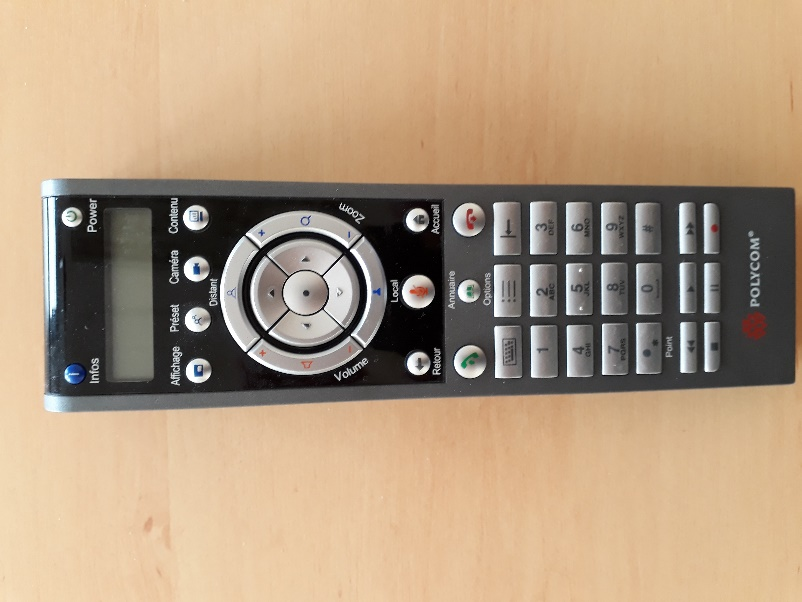 Infos Power
Affichage Préset Caméra Contenu
Distant
Volume Zoom
Local
Retour Accueil
Annuaire
Options
1 2 ABC 3 DEF
4 GHI 5 JKL 6 MNO
7 PQRS 8 TUV 9 WXYZ
• * 0 #
Point
POLYCOM®